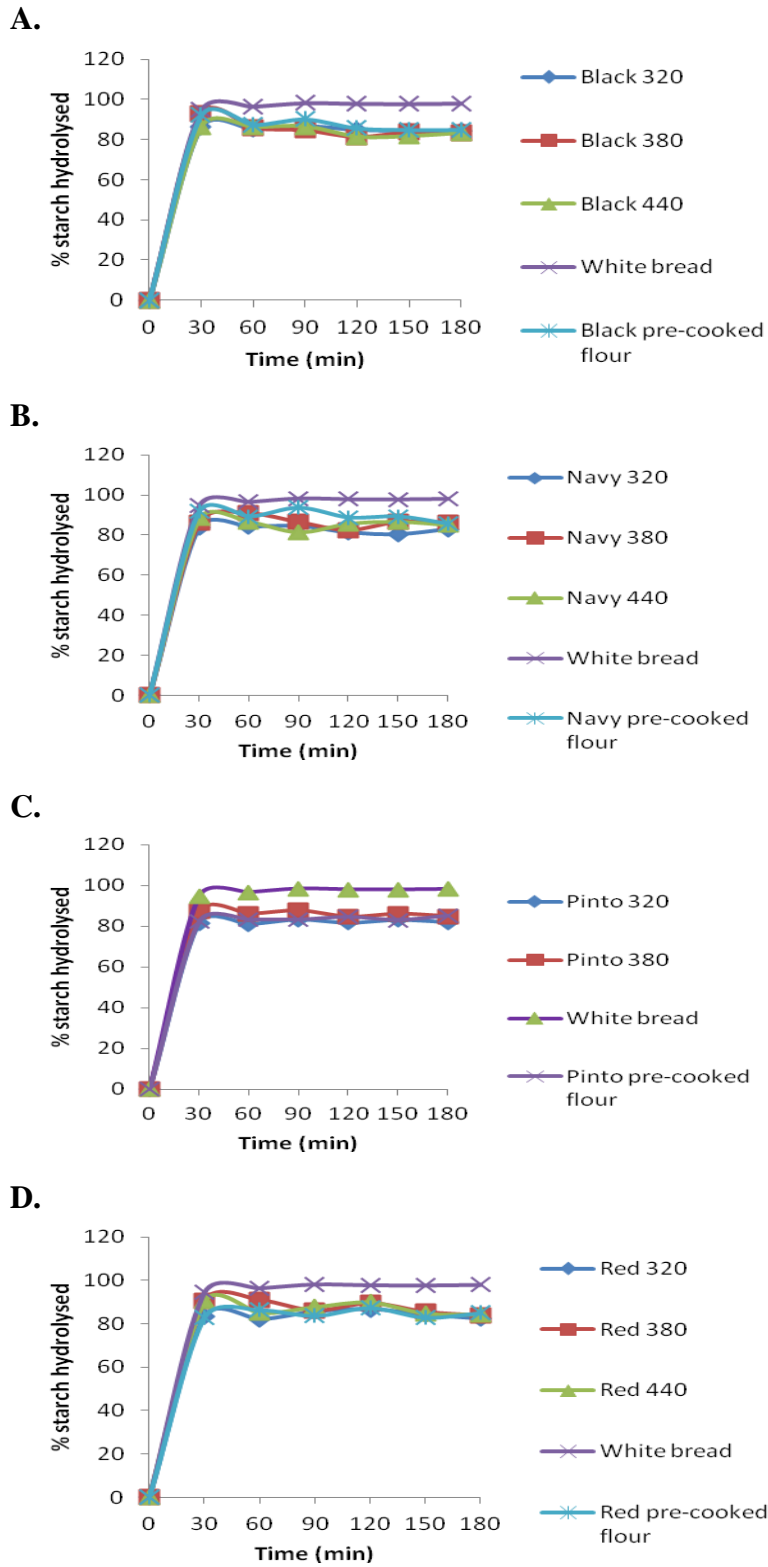 A.
120
100
80
60
40
20
0
% starch hydrolysed
0 30 60 90 120 150 180
Time (min)
Black 320
Black 380
Black 440
White bread
Black pre-cooked
flour
B.
120
100
80
60
40
20
0
% starch hydrolysed
0 30 60 90 120 150 180
Time (min)
Navy 320
Navy 380
Navy 440
White bread
Navy pre-cooked
flour
C.
120
100
80
60
40
20
0
% starch hydrolysed
0 30 60 90 120 150 180
Time (min)
Pinto 320
Pinto 380
White bread
Pinto pre-cooked
flour
D.
120
100
80
60
40
20
0
% starch hydrolysed
0 30 60 90 120 150 180
Time (min)
Red 320
Red 380
Red 440
White bread
Red pre-cooked
flour